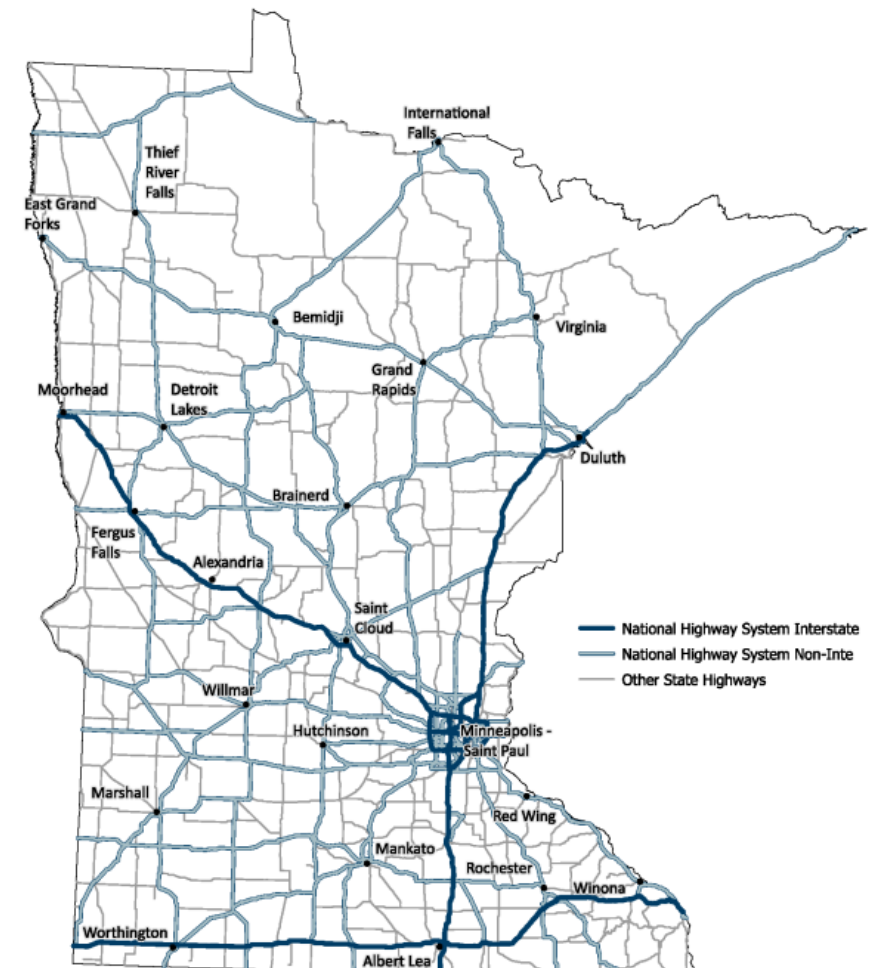 International
Falls
Thief
River
Falls
East Grand
Forks
Bemidji
Virginia
Grand
Rapids
Moorhead
Detroit
Lakes
Duluth
Brainerd
Fergus
Falls
Alexandria
Saint
Cloud
National Highway System Interstate
National Highway System Non-Inte
Other State Highways
Willmar
Hutchinson
Minneapolis -
Saint Paul
Marshall
Red Wing
Mankato
Rochester
Winona
Worthington
Albert Lea